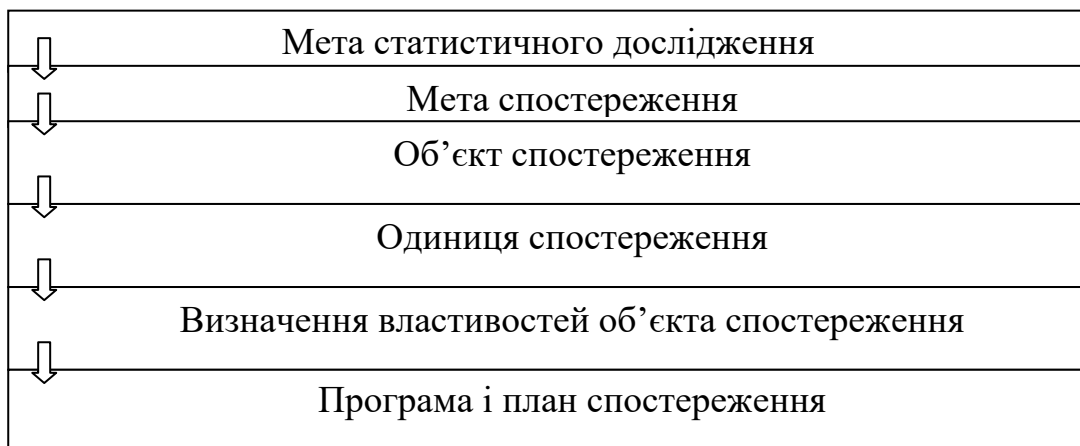 Мета статистичного дослідження
Мета спостереження
Об’єкт спостереження
Одиниця спостереження
Визначення властивостей об’єкта спостереження
Програма і план спостереження